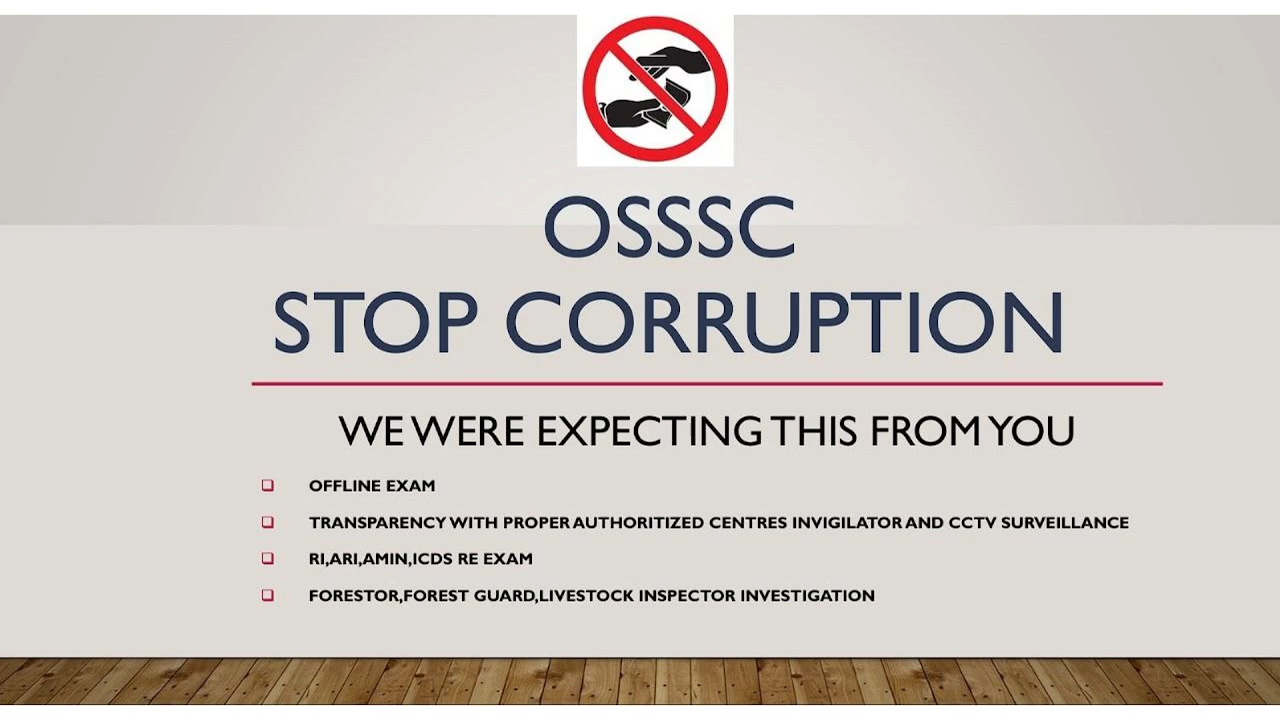 OSSSC
STOP CORRUPTION
WE WERE EXPECTING THIS FROM YOU
OFFLINE EXAM
TRANSPARENCY WITH PROPER AUTHORITIZED CENTRES INVIGILATOR AND CCTV SURVEILLANCE
RI,ARI,AMIN,ICDS RE EXAM
FORESTOR,FOREST GUARD,LIVESTOCK INSPECTOR INVESTIGATION